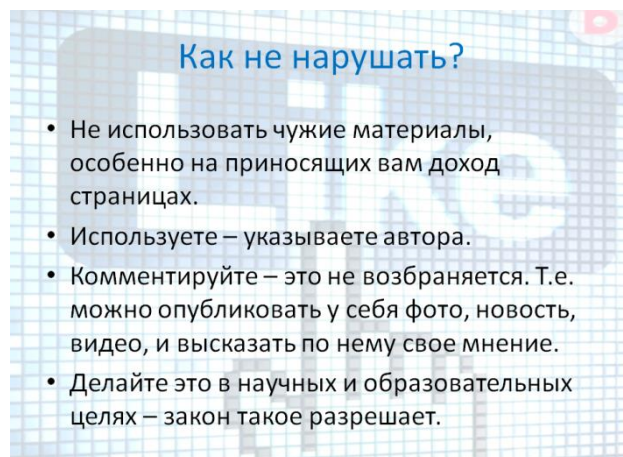 Как не нарушать?
• Не использовать чужие материалы,
особенно на приносящих вам доход
страницах.
• Используете – указываете автора.
• Комментируйте – это не возбраняется. Т.е.
можно опубликовать у себя фото, новость,
видео, и высказать по нему свое мнение.
• Делайте это в научных и образовательных
целях – закон такое разрешает.
Like